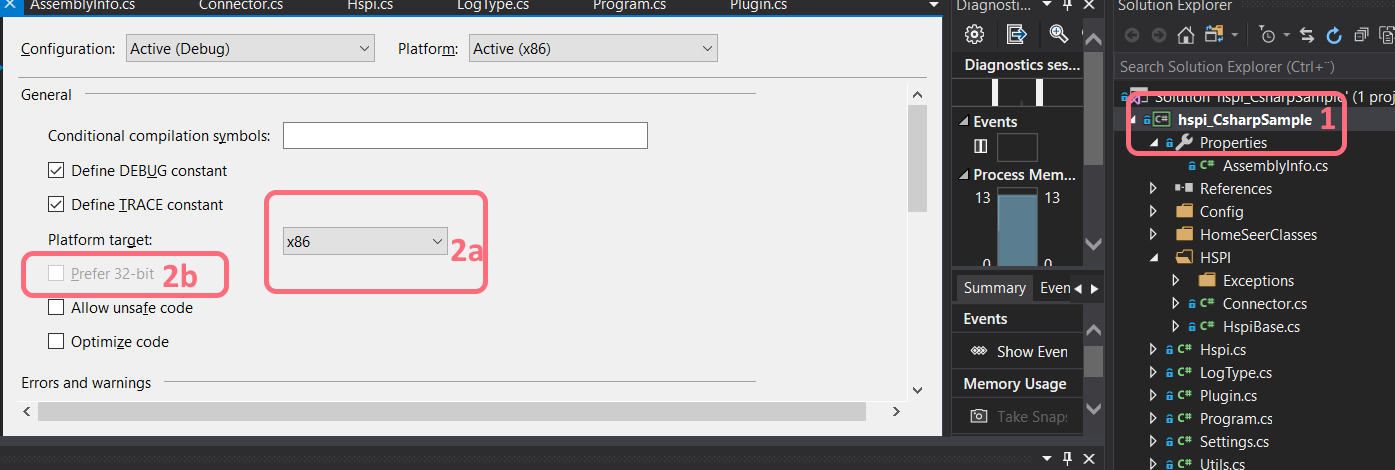 AssemblyInfo.cs Connector.cs Hspi.cs LogType.cs Program.cs Plugin.cs
Configuration: Active (Debug) Platform: Active (x86)
General
Conditional compilation symbols:
Define DEBUG constant
Define TRACE constant
Platform target: x86 2a
Prefer 32-bit 2b
Allow unsafe code
Optimize code
Errors and warnings
Diagnosti...
Diagnostics ses...
Events
Process Mem...
13 13
0 0
Summary Even
Events
Show Even
Memory Usage
Take Snaps
Solution Explorer
Search Solution Explorer (Ctrl+¨)
Solution 'hspi_CsharpSample' (1 proj
hspi_CsharpSample 1
Properties
AssemblyInfo.cs
References
Config
HomeSeerClasses
HSPI
Exceptions
Connector.cs
HspiBase.cs
Hspi.cs
LogType.cs
Plugin.cs
Program.cs
Settings.cs
Utils.cs